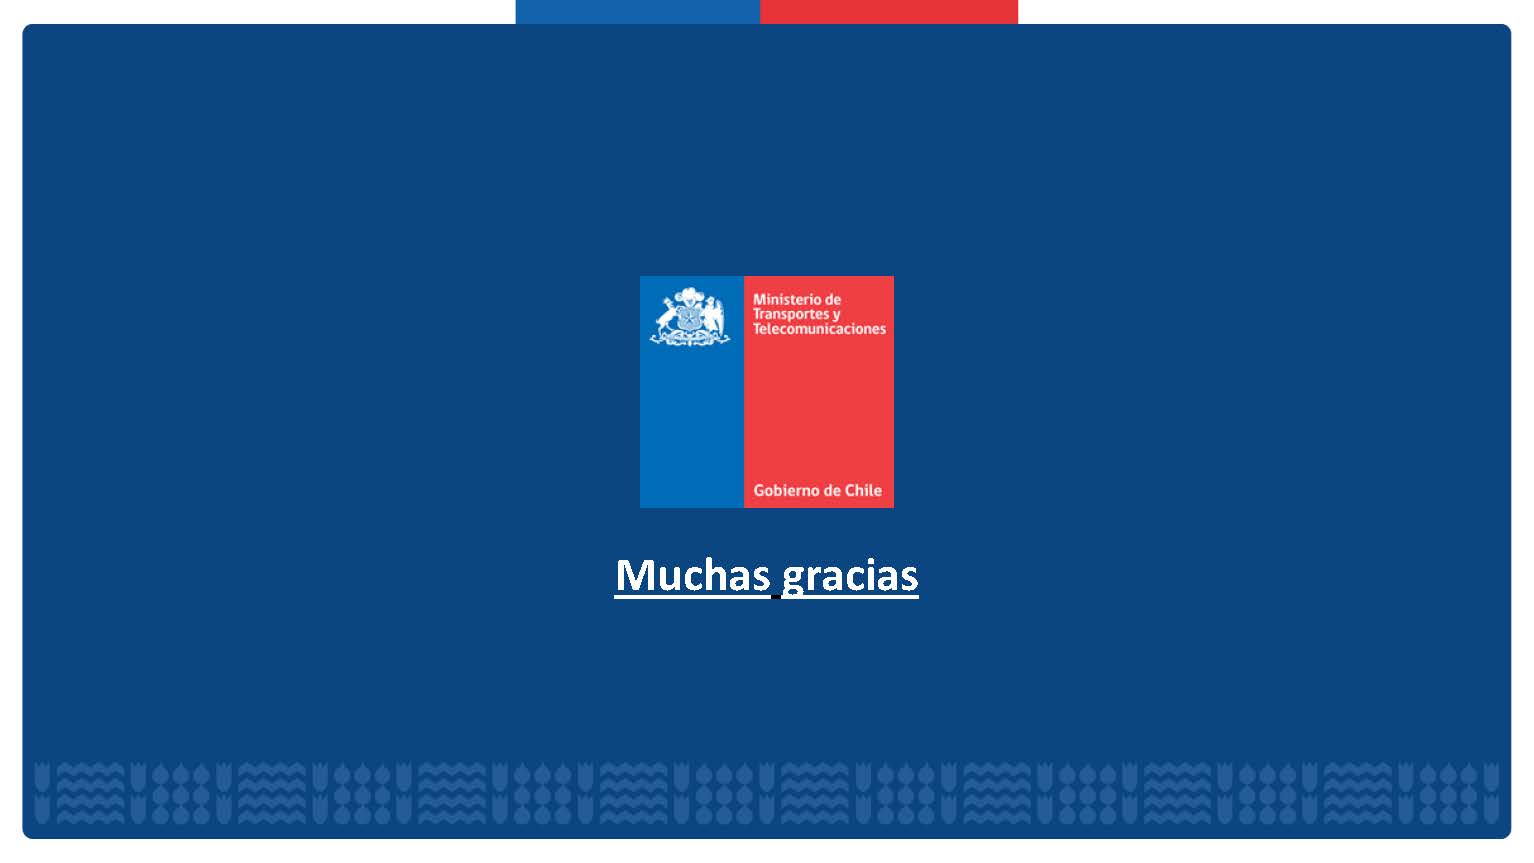 Ministerio de
Transportes y
Telecomunicaciones
Gobierno de Chile
Muchas gracias